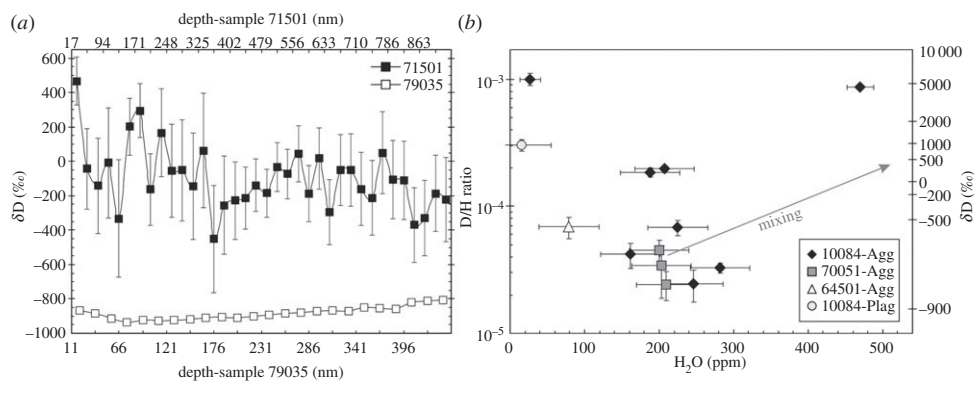 (a)
depth-sample 71501 (nm)
17 94 171 248 325 402 479 556 633 710 786 863
600
400
200
0
−200
−400
−600
−800
−1000
δD (‰)
71501
79035
11 66 121 176 231 286 341 396
depth-sample 79035 (nm)
(b)
10⁻³
10⁻⁴
10⁻⁵
D/H ratio
10 000
5000
2000
1000
500
0
−200
−500
−900
δD (‰)
mixing
10084-Agg
70051-Agg
64501-Agg
10084-Plag
0 100 200 300 400 500
H₂O (ppm)